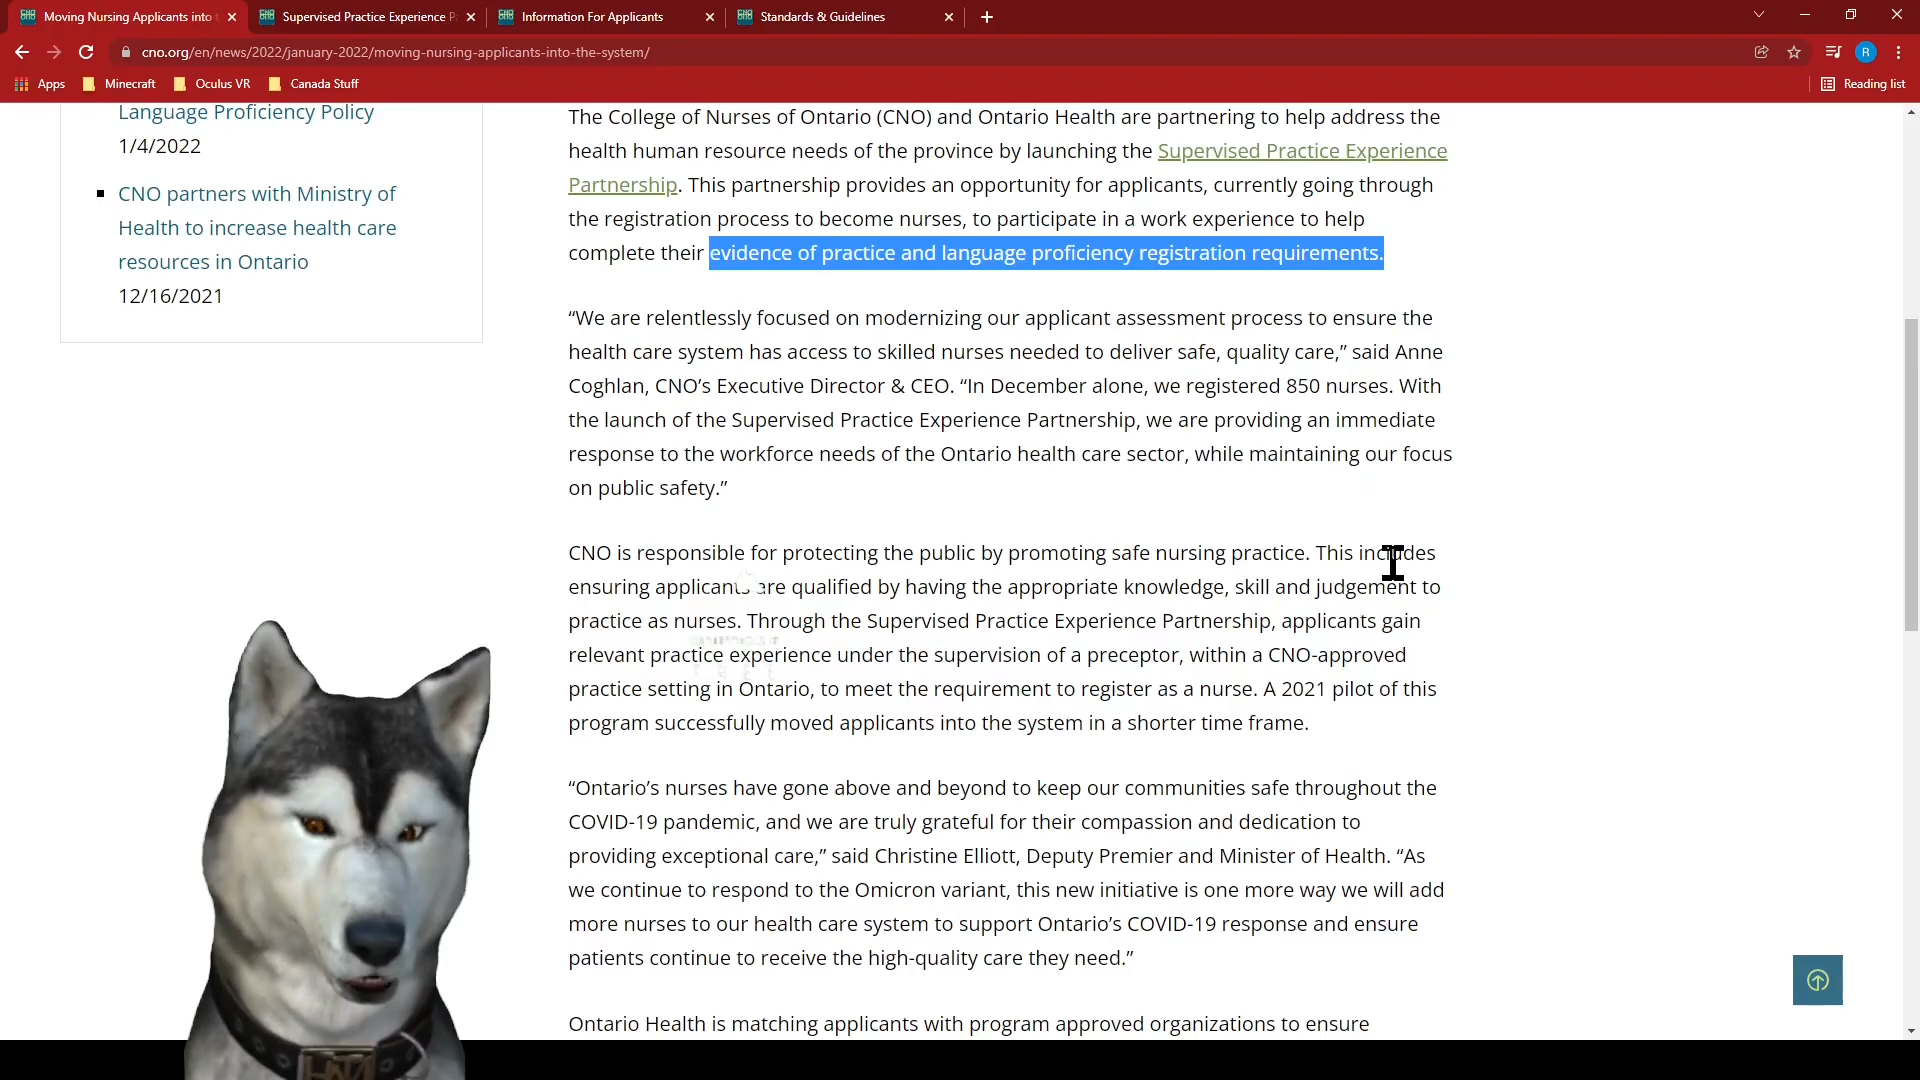 Moving Nursing Applicants into
Supervised Practice Experience P
Information For Applicants
Standards & Guidelines
cno.org/en/news/2022/january-2022/moving-nursing-applicants-into-the-system/
R
Apps
Minecraft
Oculus VR
Canada Stuff
Reading list
Language Proficiency Policy
1/4/2022
CNO partners with Ministry of
Health to increase health care
resources in Ontario
12/16/2021
The College of Nurses of Ontario (CNO) and Ontario Health are partnering to help address the
health human resource needs of the province by launching the Supervised Practice Experience
Partnership. This partnership provides an opportunity for applicants, currently going through
the registration process to become nurses, to participate in a work experience to help
complete their evidence of practice and language proficiency registration requirements.
“We are relentlessly focused on modernizing our applicant assessment process to ensure the
health care system has access to skilled nurses needed to deliver safe, quality care,” said Anne
Coghlan, CNO’s Executive Director & CEO. “In December alone, we registered 850 nurses. With
the launch of the Supervised Practice Experience Partnership, we are providing an immediate
response to the workforce needs of the Ontario health care sector, while maintaining our focus
on public safety.”
CNO is responsible for protecting the public by promoting safe nursing practice. This includes
ensuring applicants are qualified by having the appropriate knowledge, skill and judgement to
practice as nurses. Through the Supervised Practice Experience Partnership, applicants gain
relevant practice experience under the supervision of a preceptor, within a CNO-approved
practice setting in Ontario, to meet the requirement to register as a nurse. A 2021 pilot of this
program successfully moved applicants into the system in a shorter time frame.
“Ontario’s nurses have gone above and beyond to keep our communities safe throughout the
COVID-19 pandemic, and we are truly grateful for their compassion and dedication to
providing exceptional care,” said Christine Elliott, Deputy Premier and Minister of Health. “As
we continue to respond to the Omicron variant, this new initiative is one more way we will add
more nurses to our health care system to support Ontario’s COVID-19 response and ensure
patients continue to receive the high-quality care they need.”
Ontario Health is matching applicants with program approved organizations to ensure